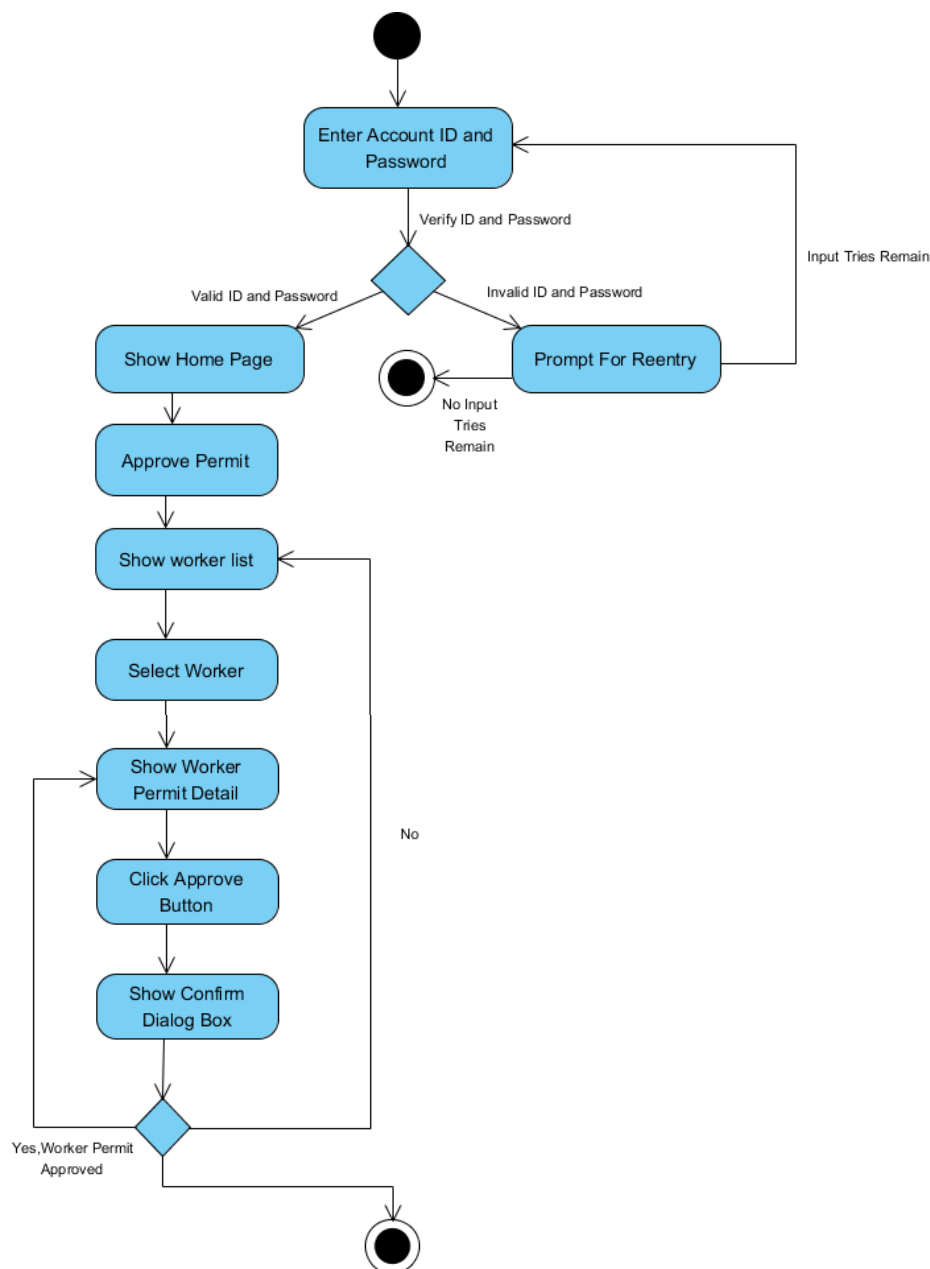 Enter Account ID and
Password
Verify ID and Password
Input Tries Remain
Valid ID and Password
Invalid ID and Password
Show Home Page
Prompt For Reentry
No Input
Tries
Remain
Approve Permit
Show worker list
Select Worker
Show Worker
Permit Detail
No
Click Approve
Button
Show Confirm
Dialog Box
Yes,Worker Permit
Approved